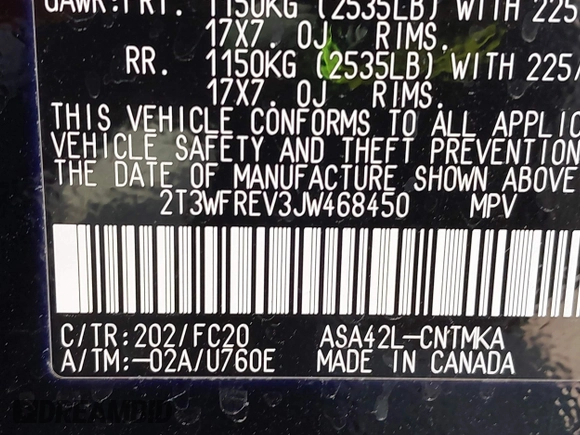 GAWR:FRT. 1150KG (2535LB) WITH 225
17X7. 0J RIMS.
RR. 1150KG (2535LB) WITH 225/
17X7. 0J RIMS.
THIS VEHICLE CONFORMS TO ALL APPLIC
VEHICLE SAFETY AND THEFT PREVENTION
THE DATE OF MANUFACTURE SHOWN ABOVE
2T3WFREV3JW468450 MPV
C/TR:202/FC20 ASA42L-CNTMKA
A/TM:-02A/U760E MADE IN CANADA
DREAMBID